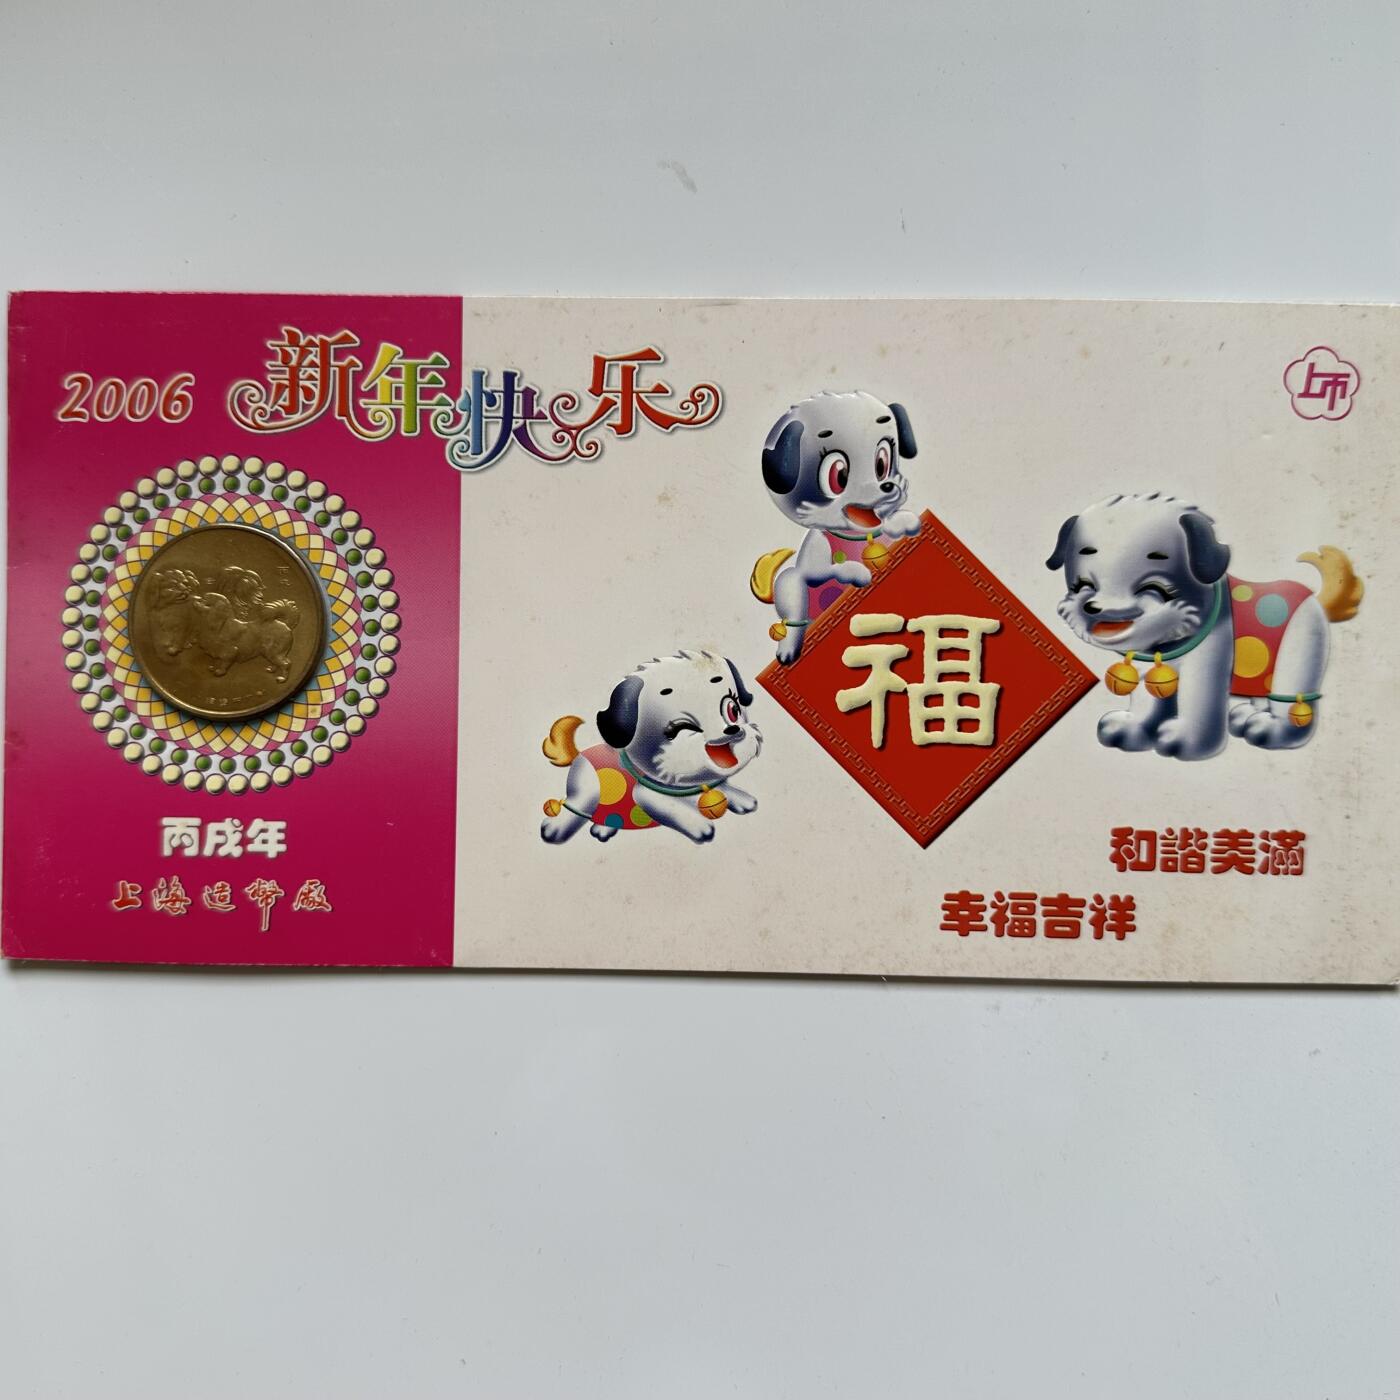 2006 新年快乐
上币
福
丙戌年
上海造幣廠
和諧美滿
幸福吉祥